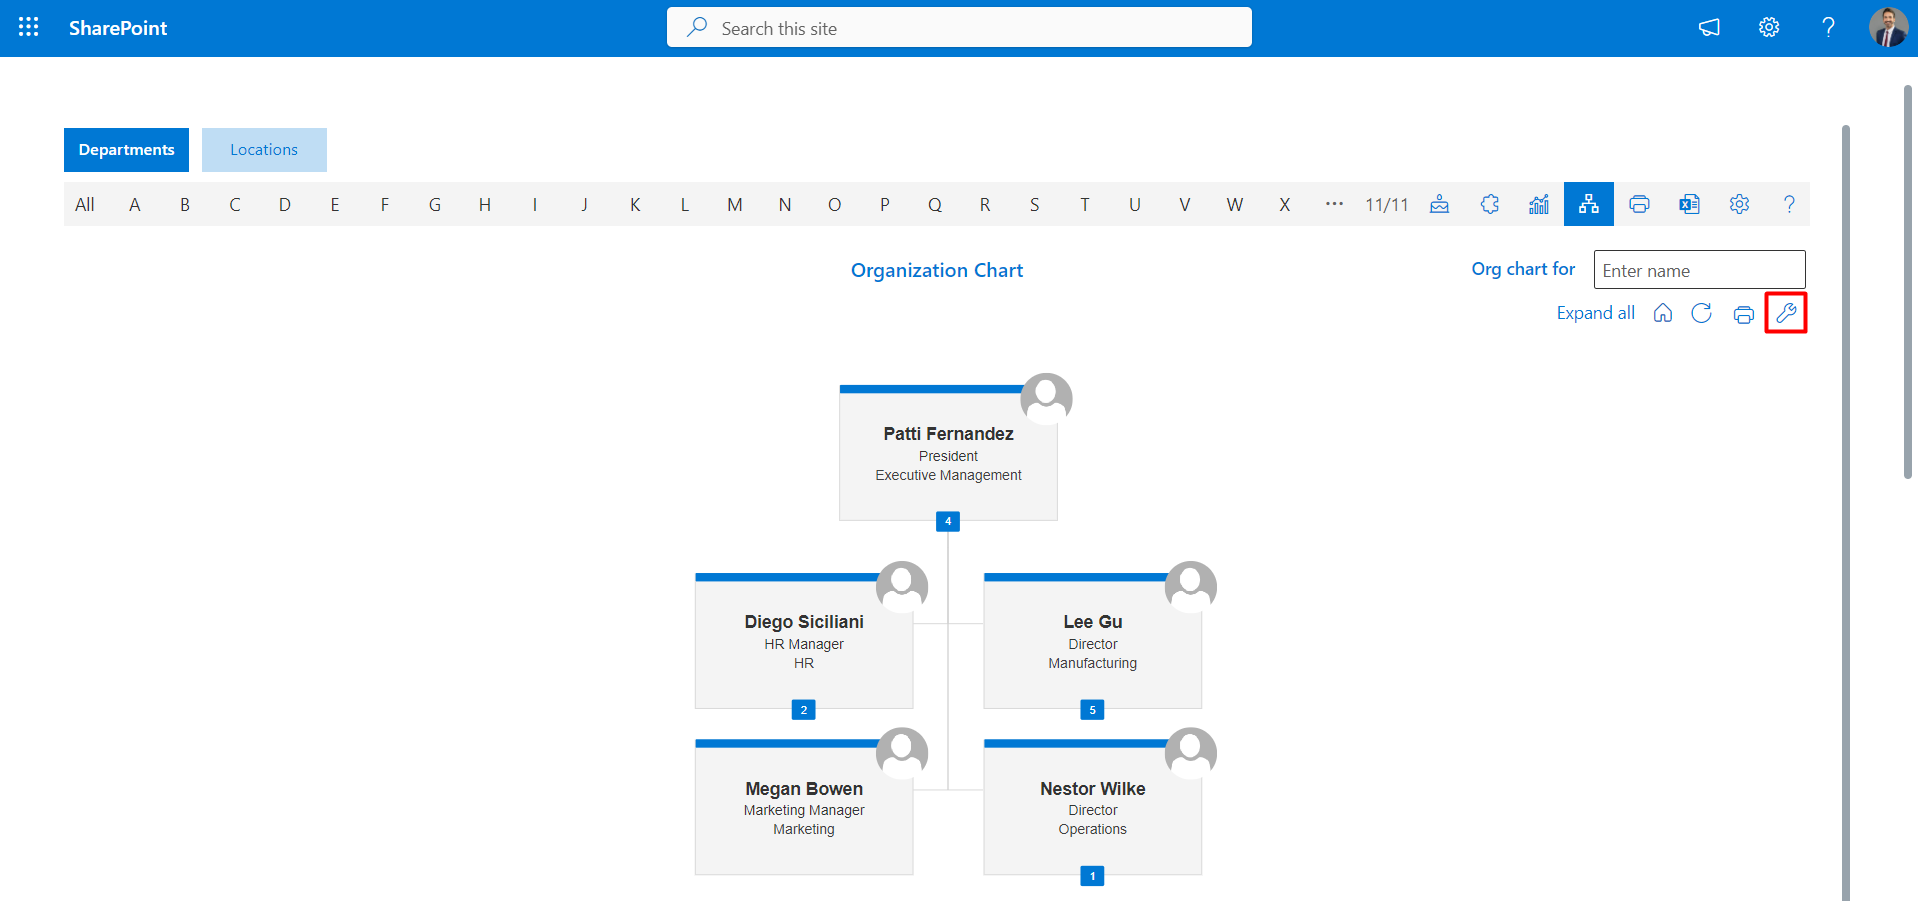 SharePoint
Search this site
?
Departments
Locations
All A B C D E F G H I J K L M N O P Q R S T U V W X ··· 11/11 ?
Organization Chart
Org chart for
Enter name
Expand all
Patti Fernandez
President
Executive Management
4
Diego Siciliani
HR Manager
HR
2
Lee Gu
Director
Manufacturing
5
Megan Bowen
Marketing Manager
Marketing
Nestor Wilke
Director
Operations
1